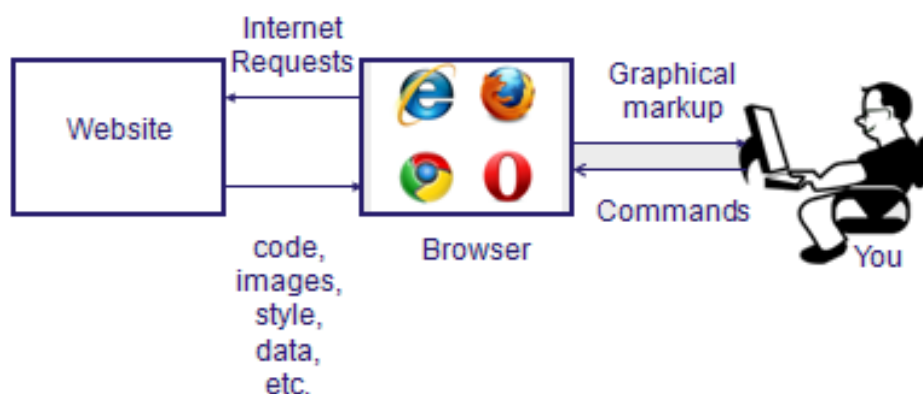 Internet
Requests
Website
Graphical
markup
Commands
Browser
You
code,
images,
style,
data,
etc.